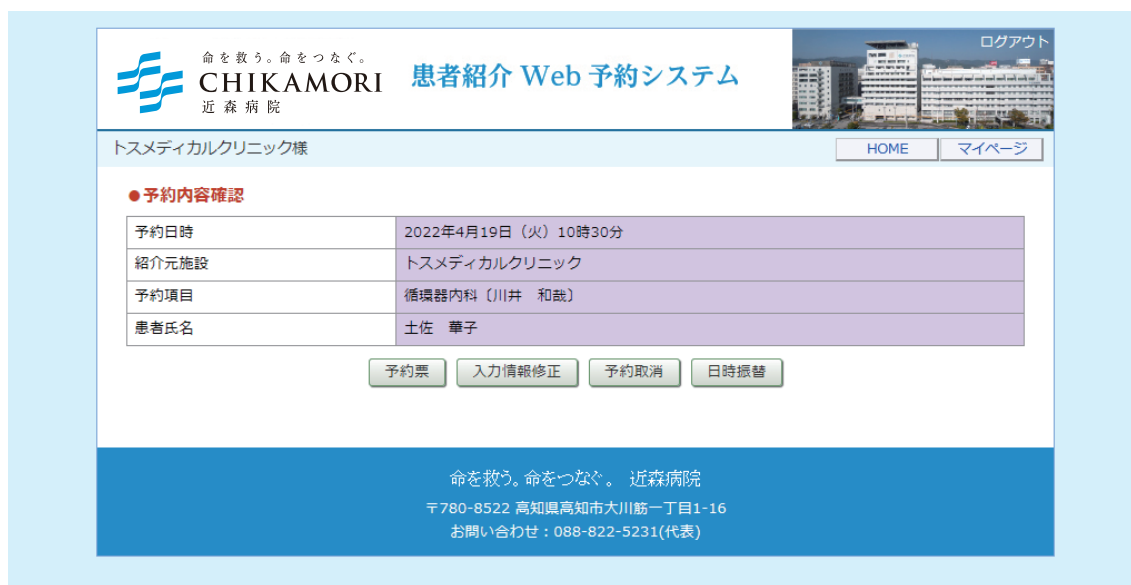 ログアウト
命を救う。命をつなぐ。
CHIKAMORI
近森病院
患者紹介 Web 予約システム
トスメディカルクリニック様
HOME マイページ
●予約内容確認
予約日時 2022年4月19日（火）10時30分
紹介元施設 トスメディカルクリニック
予約項目 循環器内科〔川井　和哉〕
患者氏名 土佐　華子
予約票 入力情報修正 予約取消 日時振替
命を救う。命をつなぐ。 近森病院
〒780-8522 高知県高知市大川筋一丁目1-16
お問い合わせ：088-822-5231(代表)